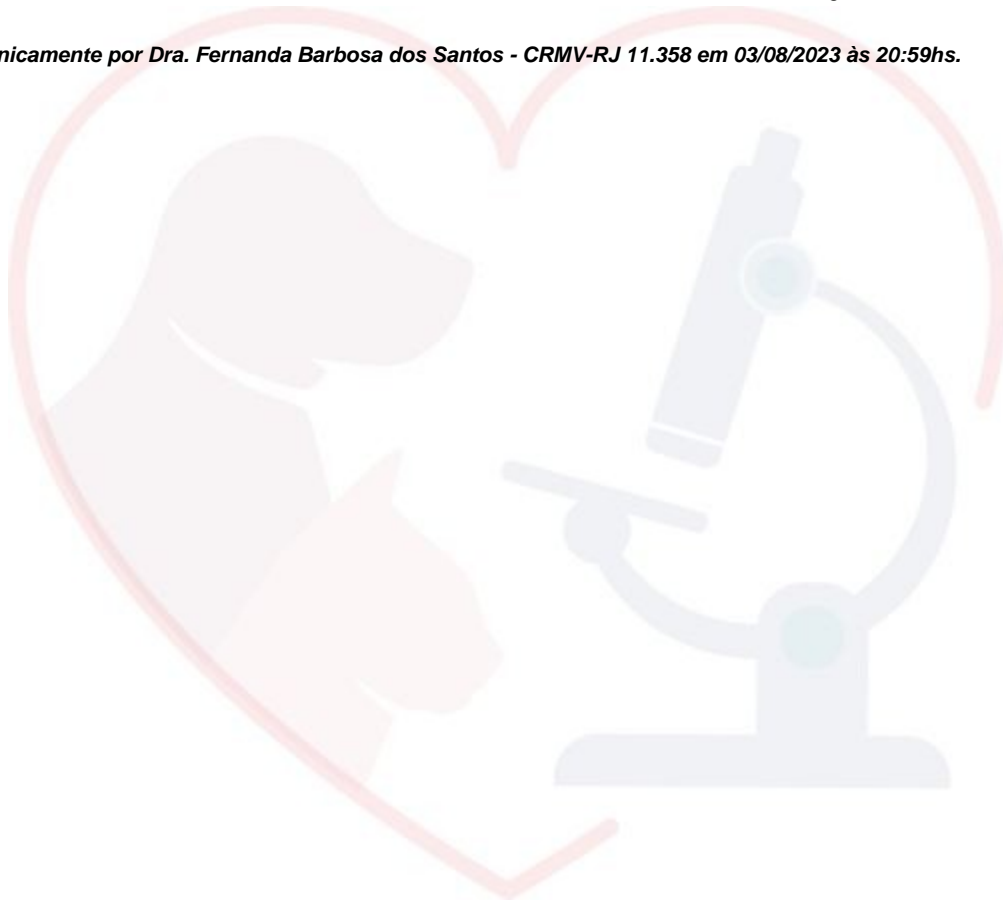 nicamente por Dra. Fernanda Barbosa dos Santos - CRMV-RJ 11.358 em 03/08/2023 às 20:59hs.